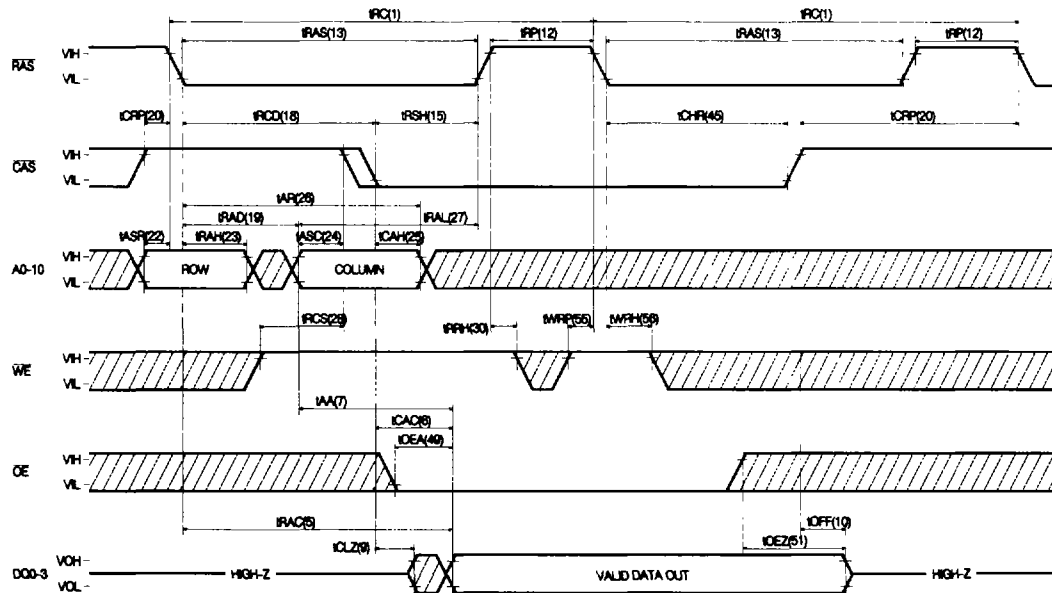 tRC(1) tRC(1)
tRAS(13) tRP(12) tRAS(13) tRP(12)
RAS VIH
VIL
tCRP(20) tRCD(18) tRSH(15) tCHR(45) tCRP(20)
CAS VIH
VIL
tAR(26)
tRAD(19) tRAL(27)
tASR(22) tRAH(23) tASC(24) tCAH(25)
A0-10 VIH
VIL
ROW COLUMN
tRCS(28) tRRH(30) tWRP(55) tWRH(56)
WE VIH
VIL
tAA(7)
tCAC(6)
tOEA(49)
OE VIH
VIL
tRAC(5) tOFF(10)
tCLZ(9) tOEZ(51)
DQ0-3 VOH
VOL
HIGH-Z VALID DATA OUT HIGH-Z